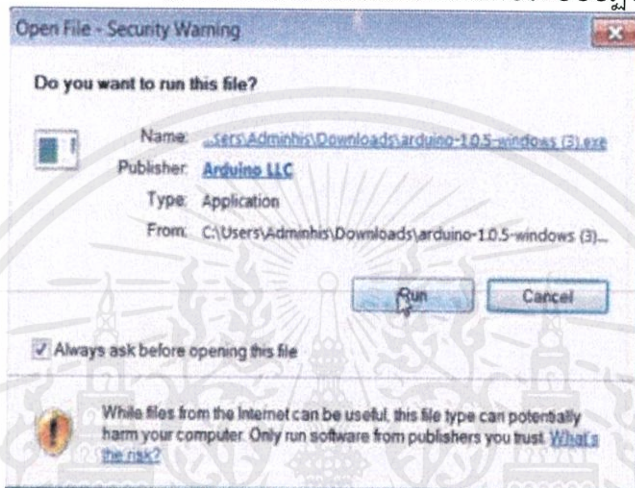 Open File - Security Warning
Do you want to run this file?
Name: ...sers\Adminhis\Downloads\arduino-1.0.5-windows (3).exe
Publisher: Arduino LLC
Type: Application
From: C:\Users\Adminhis\Downloads\arduino-1.0.5-windows (3)...
Run Cancel
Always ask before opening this file
While files from the Internet can be useful, this file type can potentially
harm your computer. Only run software from publishers you trust. What's
the risk?